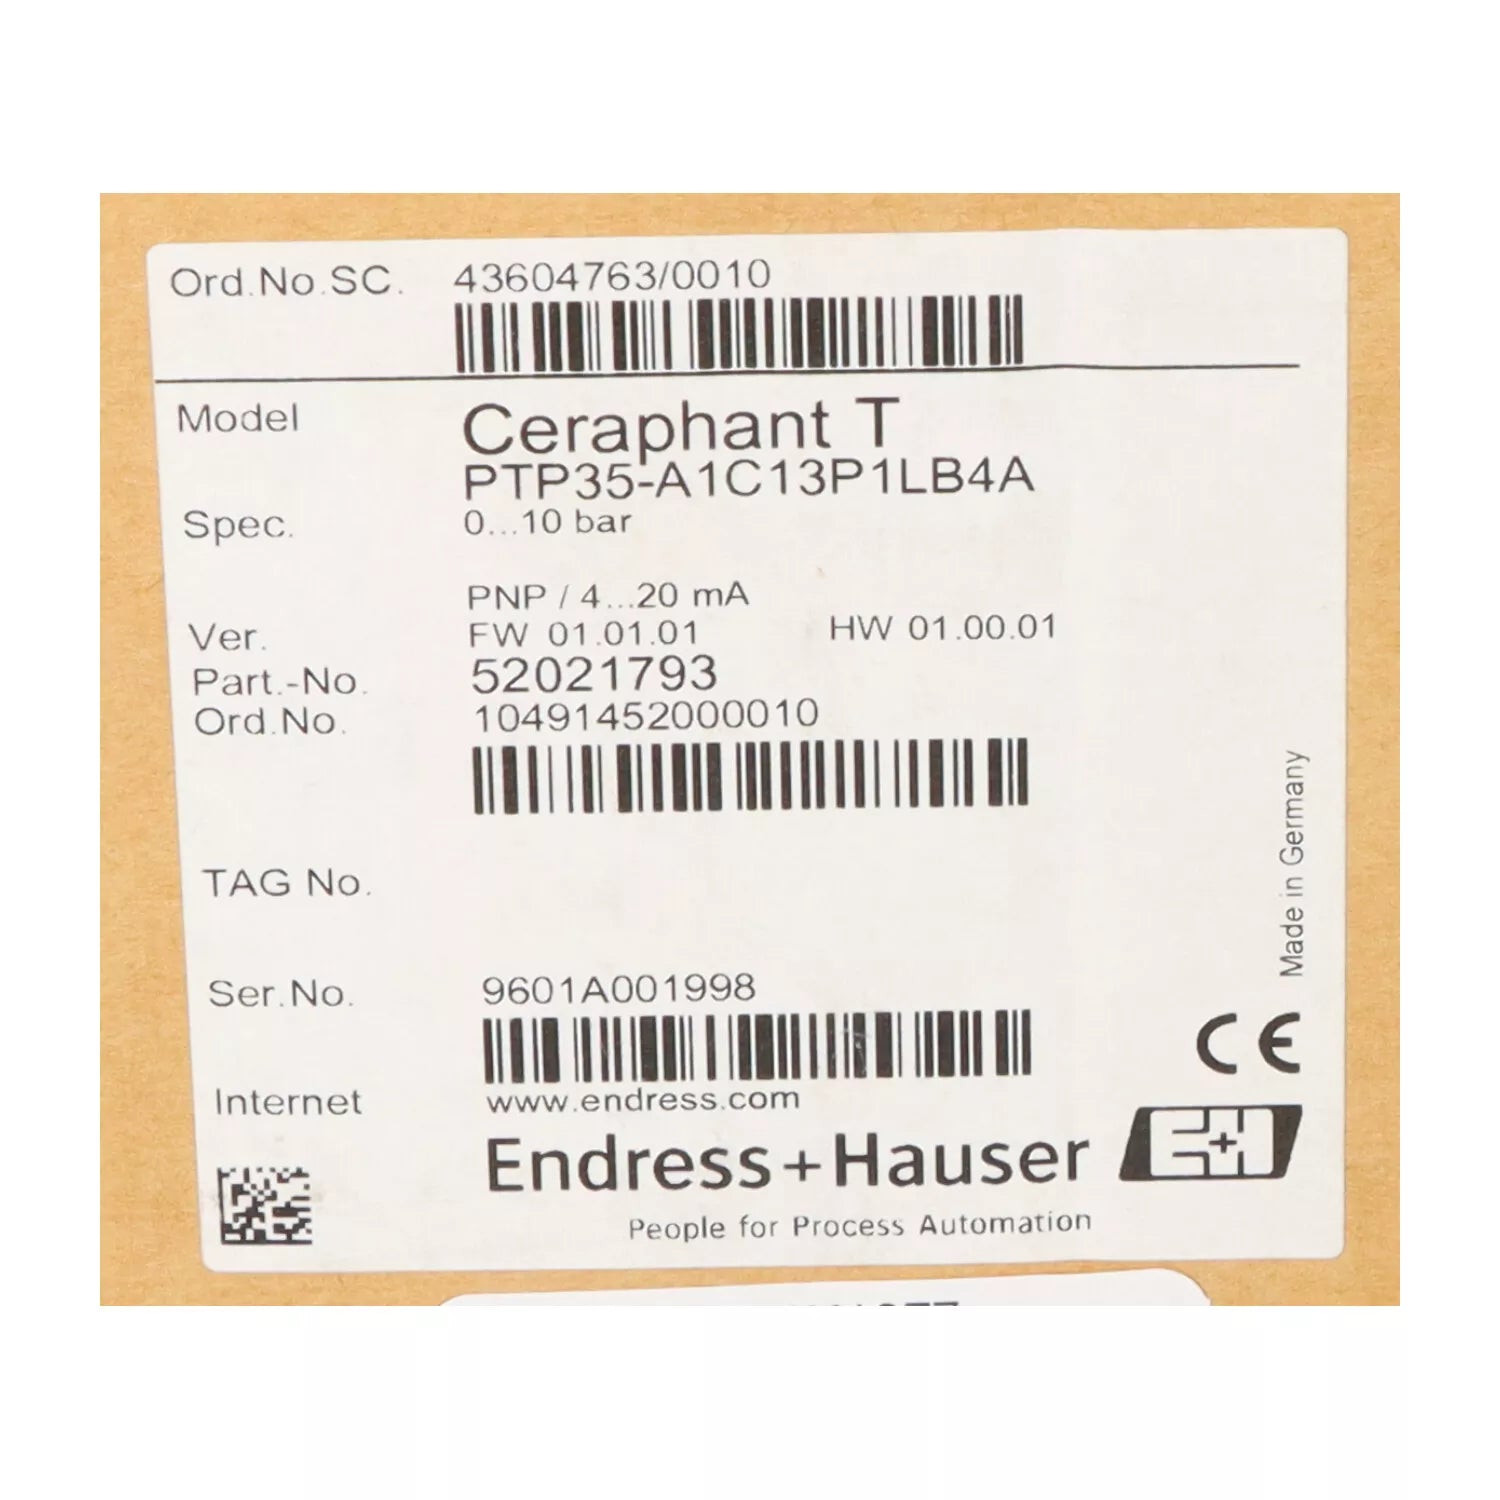 Ord.No.SC. 43604763/0010
Model Ceraphant T
PTP35-A1C13P1LB4A
Spec. 0...10 bar
PNP / 4...20 mA
Ver. FW 01.01.01 HW 01.00.01
Part.-No. 52021793
Ord.No. 10491452000010
TAG No.
Ser.No. 9601A001998
Made in Germany
CE
Internet www.endress.com
Endress+Hauser E+H
People for Process Automation